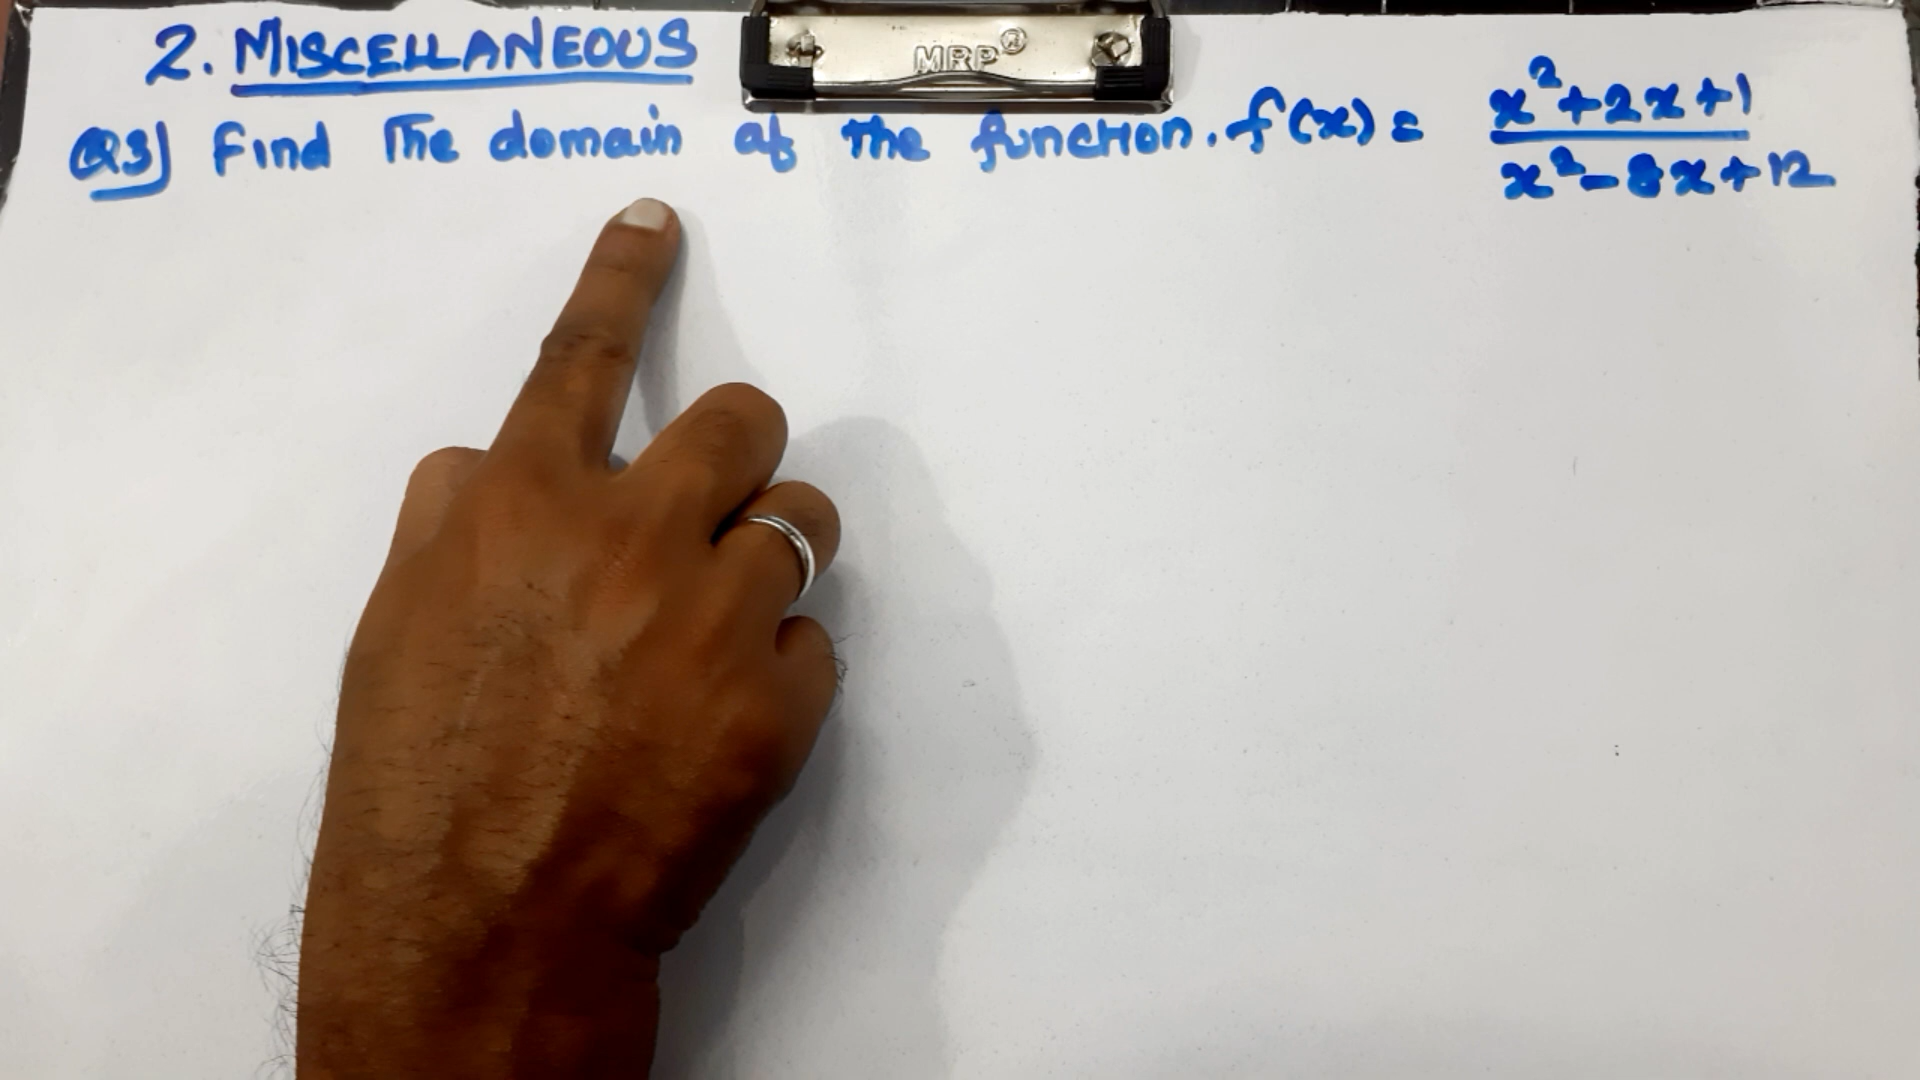 2. MISCELLANEOUS
MRP®
Q3] Find The domain of the function. f(x) = x²+2x+1 / x²-8x+12